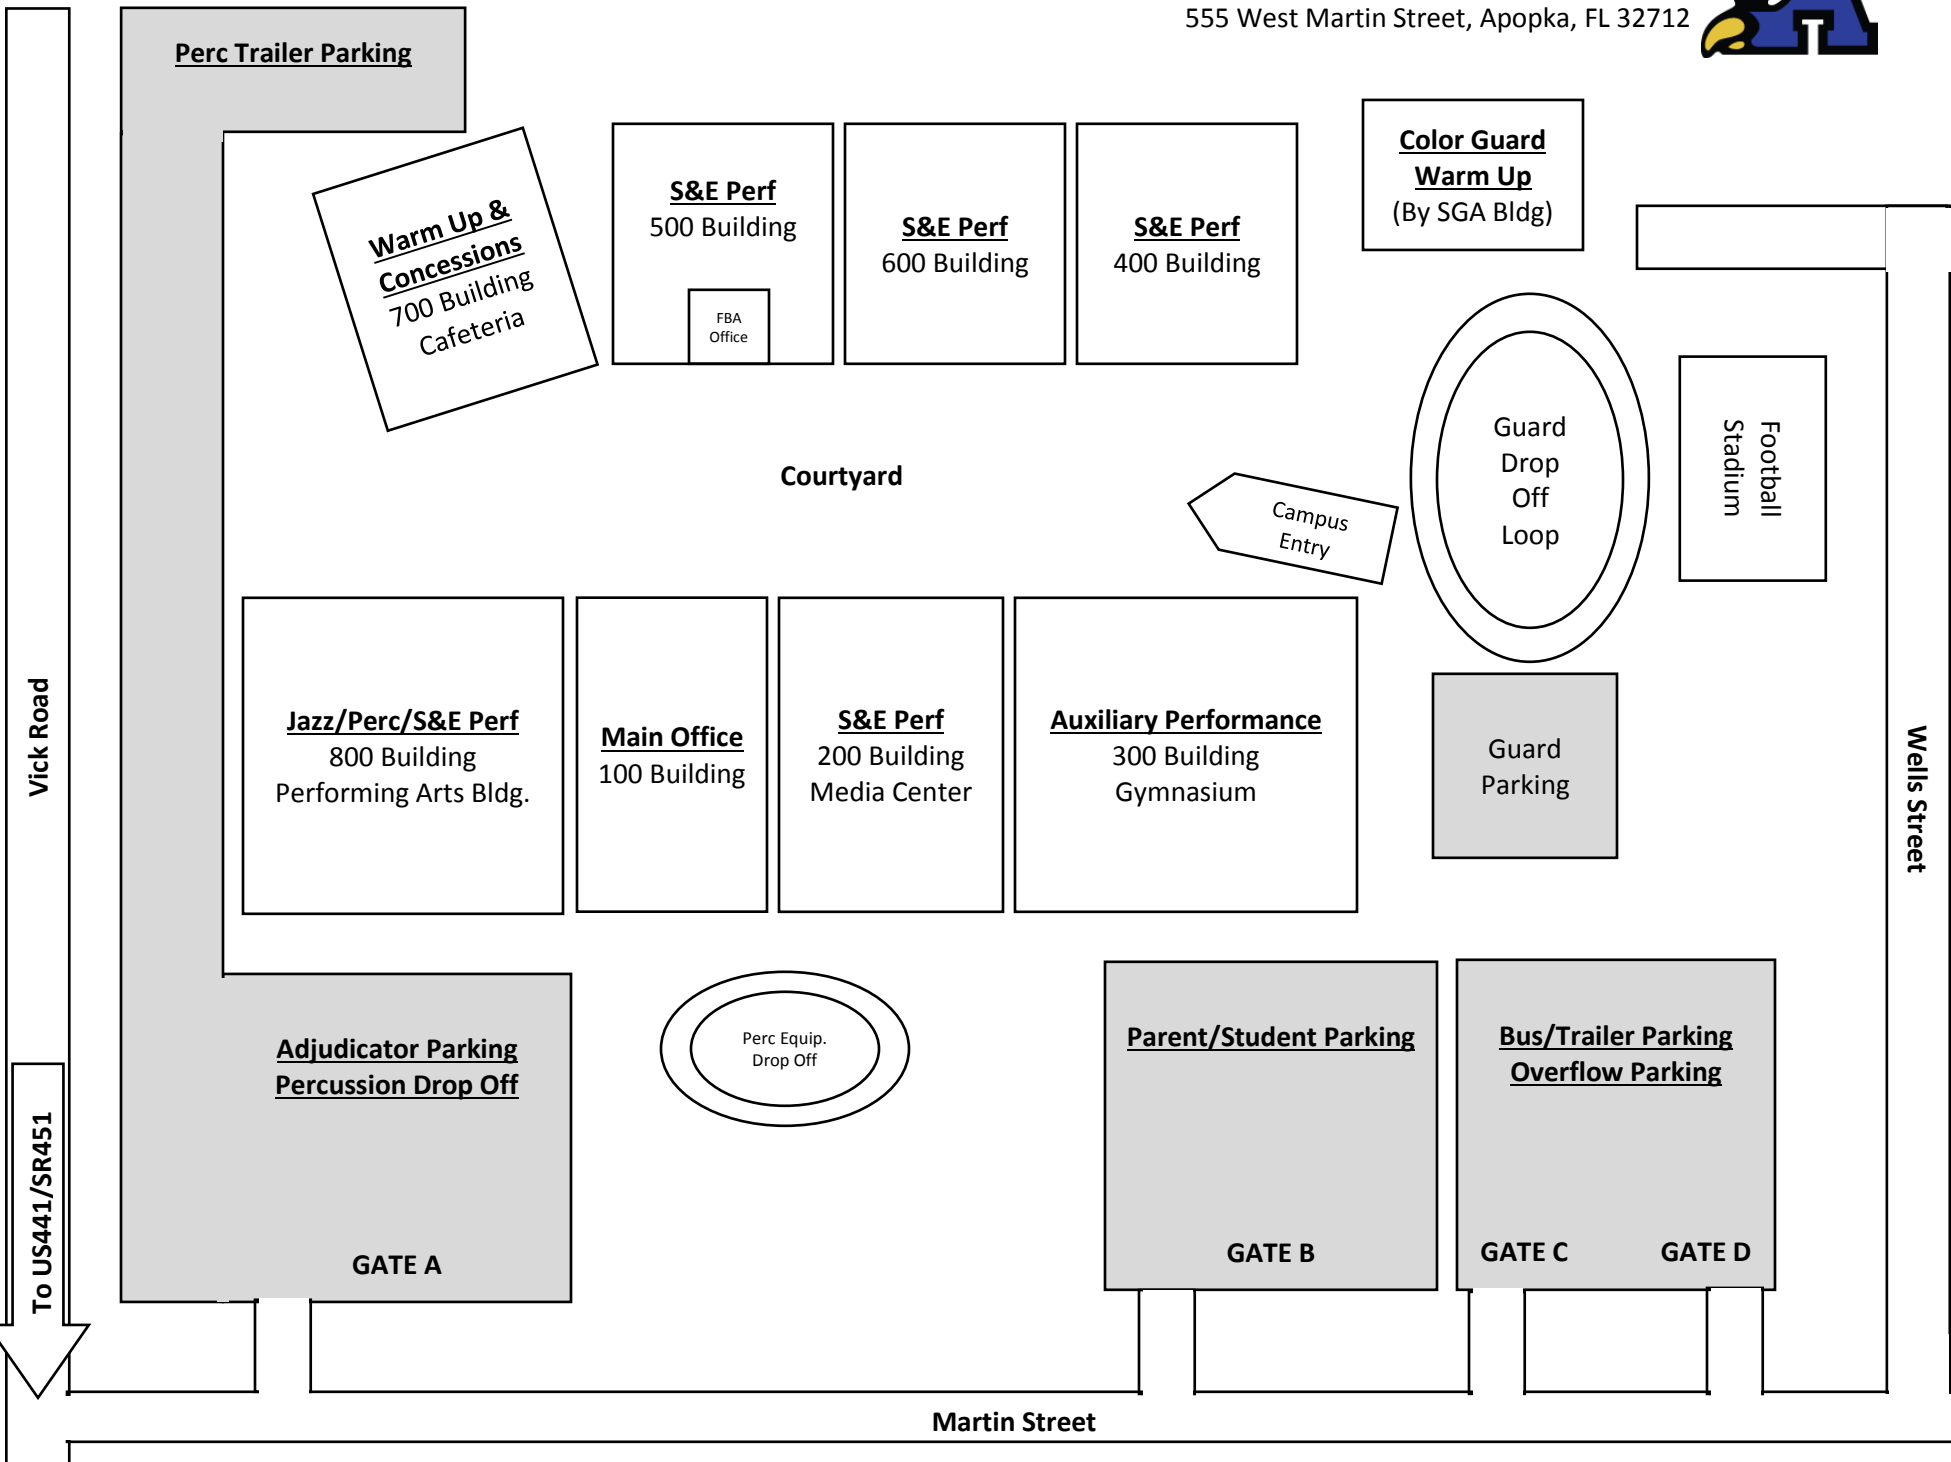 555 West Martin Street, Apopka, FL 32712
A
Perc Trailer Parking
Warm Up &
Concessions
700 Building
Cafeteria
S&E Perf
500 Building
FBA
Office
S&E Perf
600 Building
S&E Perf
400 Building
Color Guard
Warm Up
(By SGA Bldg)
Guard
Drop
Off
Loop
Football
Stadium
Courtyard
Campus
Entry
Vick Road
Jazz/Perc/S&E Perf
800 Building
Performing Arts Bldg.
Main Office
100 Building
S&E Perf
200 Building
Media Center
Auxiliary Performance
300 Building
Gymnasium
Guard
Parking
Wells Street
Adjudicator Parking
Percussion Drop Off
GATE A
Perc Equip.
Drop Off
Parent/Student Parking
GATE B
Bus/Trailer Parking
Overflow Parking
GATE C
GATE D
To US441/SR451
Martin Street